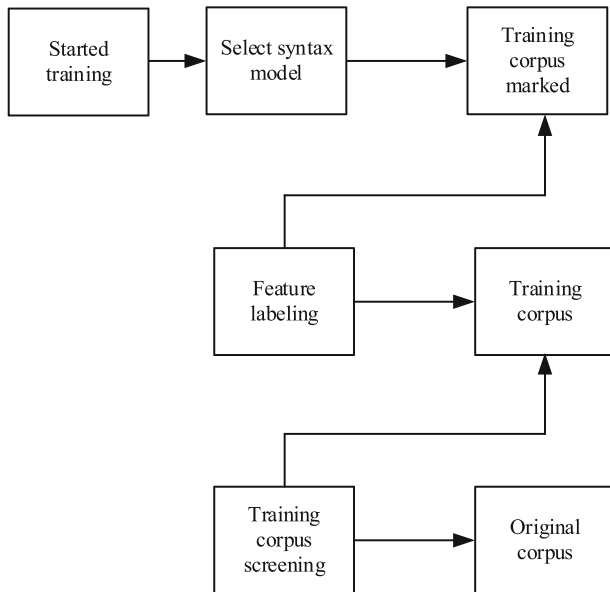 Started
training
Select syntax
model
Training
corpus
marked
Feature
labeling
Training
corpus
Training
corpus
screening
Original
corpus